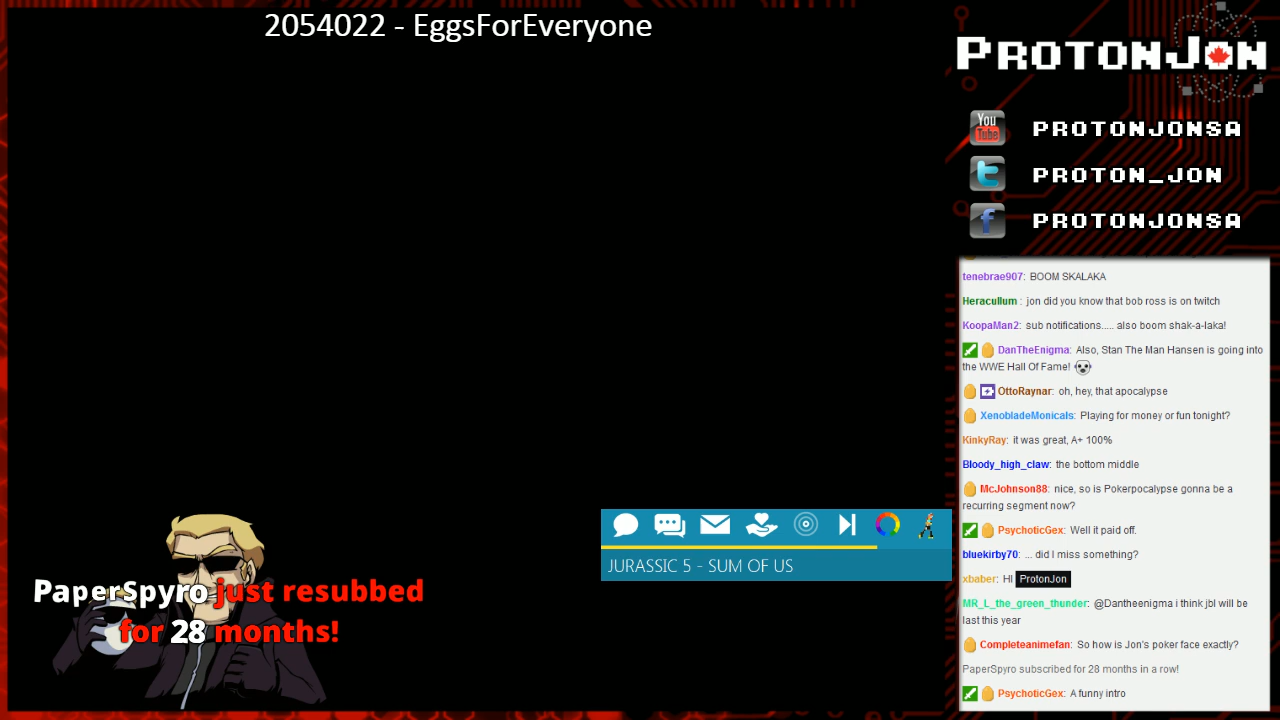 2054022 - EggsForEveryone
PROTONJON
You
Tube
PROTONJONSA
PROTON_JON
PROTONJONSA
tenebrae907: BOOM SKALAKA
Heracullum : jon did you know that bob ross is on twitch
KoopaMan2: sub notifications..... also boom shak-a-laka!
DanTheEnigma: Also, Stan The Man Hansen is going into
the WWE Hall Of Fame!
OttoRaynar: oh, hey, that apocalypse
XenobladeMonicals: Playing for money or fun tonight?
KinkyRay: it was great, A+ 100%
Bloody_high_claw: the bottom middle
McJohnson88: nice, so is Pokerpocalypse gonna be a
recurring segment now?
PsychoticGex: Well it paid off.
bluekirby70: ... did I miss something?
xbaber: HI ProtonJon
MR_L_the_green_thunder: @Dantheenigma i think jbl will be
last this year
Completeanimefan: So how is Jon's poker face exactly?
PaperSpyro subscribed for 28 months in a row!
PsychoticGex: A funny intro
JURASSIC 5 - SUM OF US
PaperSpyro just resubbed
for 28 months!